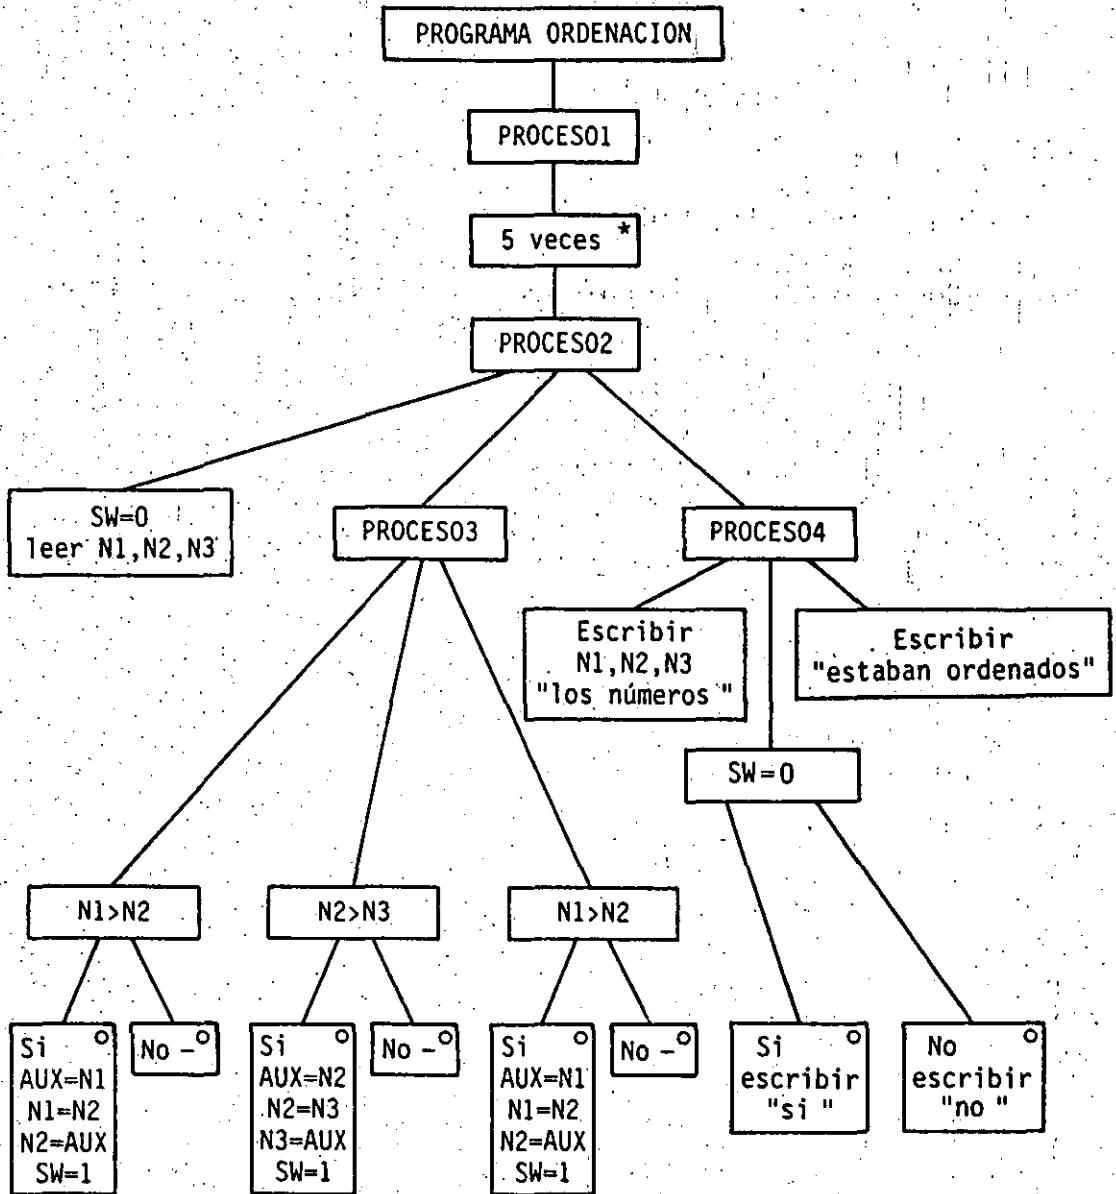 PROGRAMA ORDENACION
PROCESO1
5 veces *
PROCESO2
SW=0
leer N1,N2,N3
PROCESO3
PROCESO4
Escribir
N1,N2,N3
"los números "
Escribir
"estaban ordenados"
SW=0
N1>N2
N2>N3
N1>N2
Si
AUX=N1
N1=N2
N2=AUX
SW=1
No -
Si
AUX=N2
N2=N3
N3=AUX
SW=1
No -
Si
AUX=N1
N1=N2
N2=AUX
SW=1
No -
Si
escribir
"si "
No
escribir
"no "